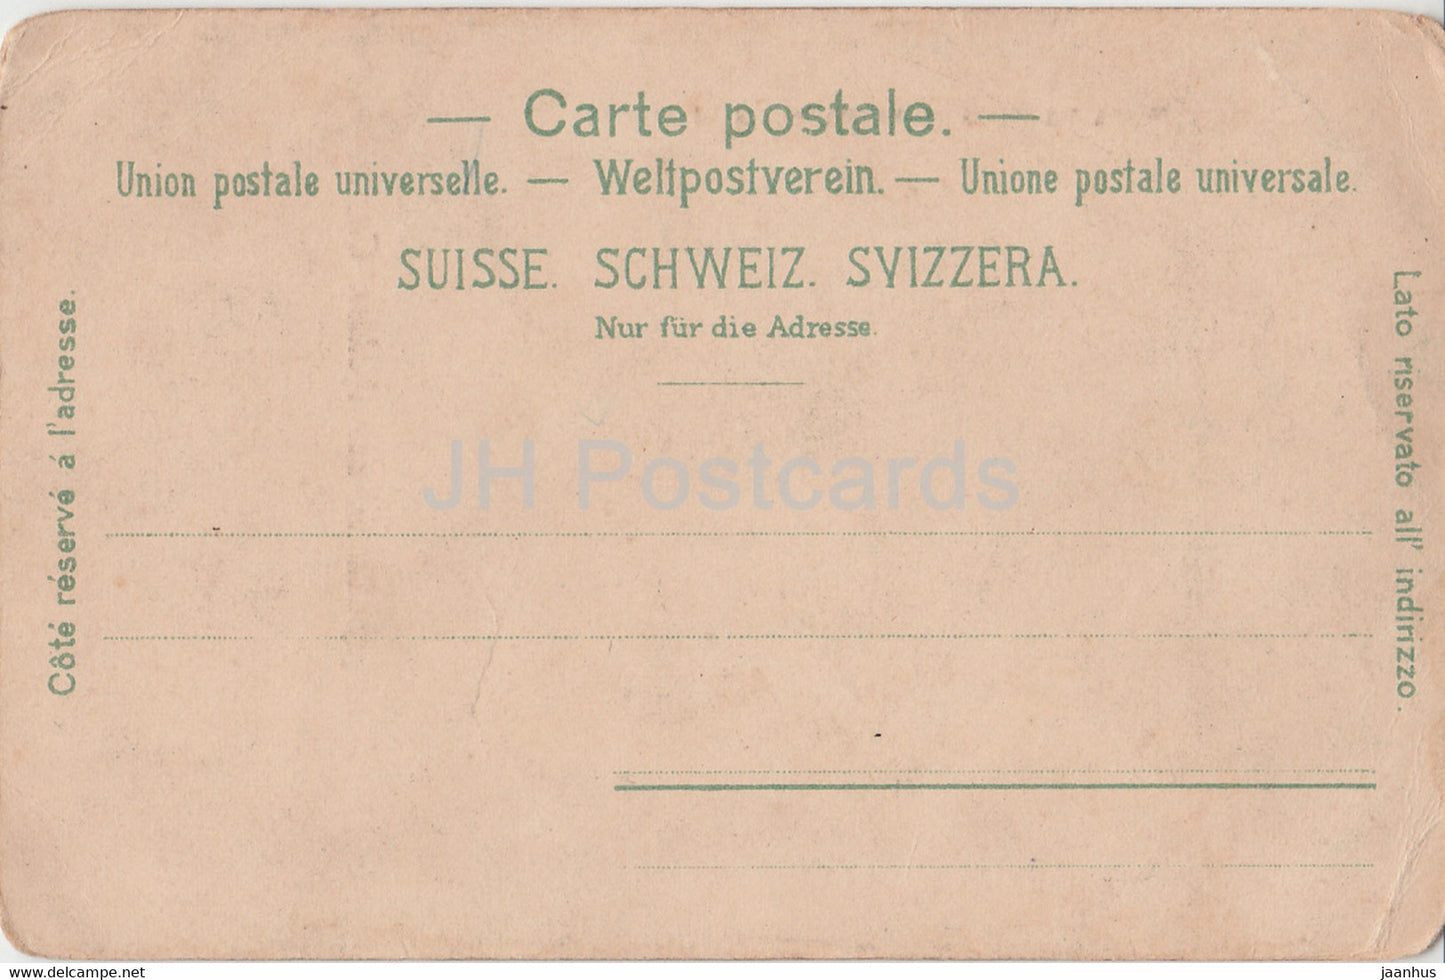 — Carte postale. —
Union postale universelle. — Weltpostverein. — Unione postale universale.
SUISSE. SCHWEIZ. SVIZZERA.
Nur für die Adresse.
Côté réservé á l'adresse.
Lato riservato all' indirizzo.
JH Postcards
www.delcampe.net
jaanhus